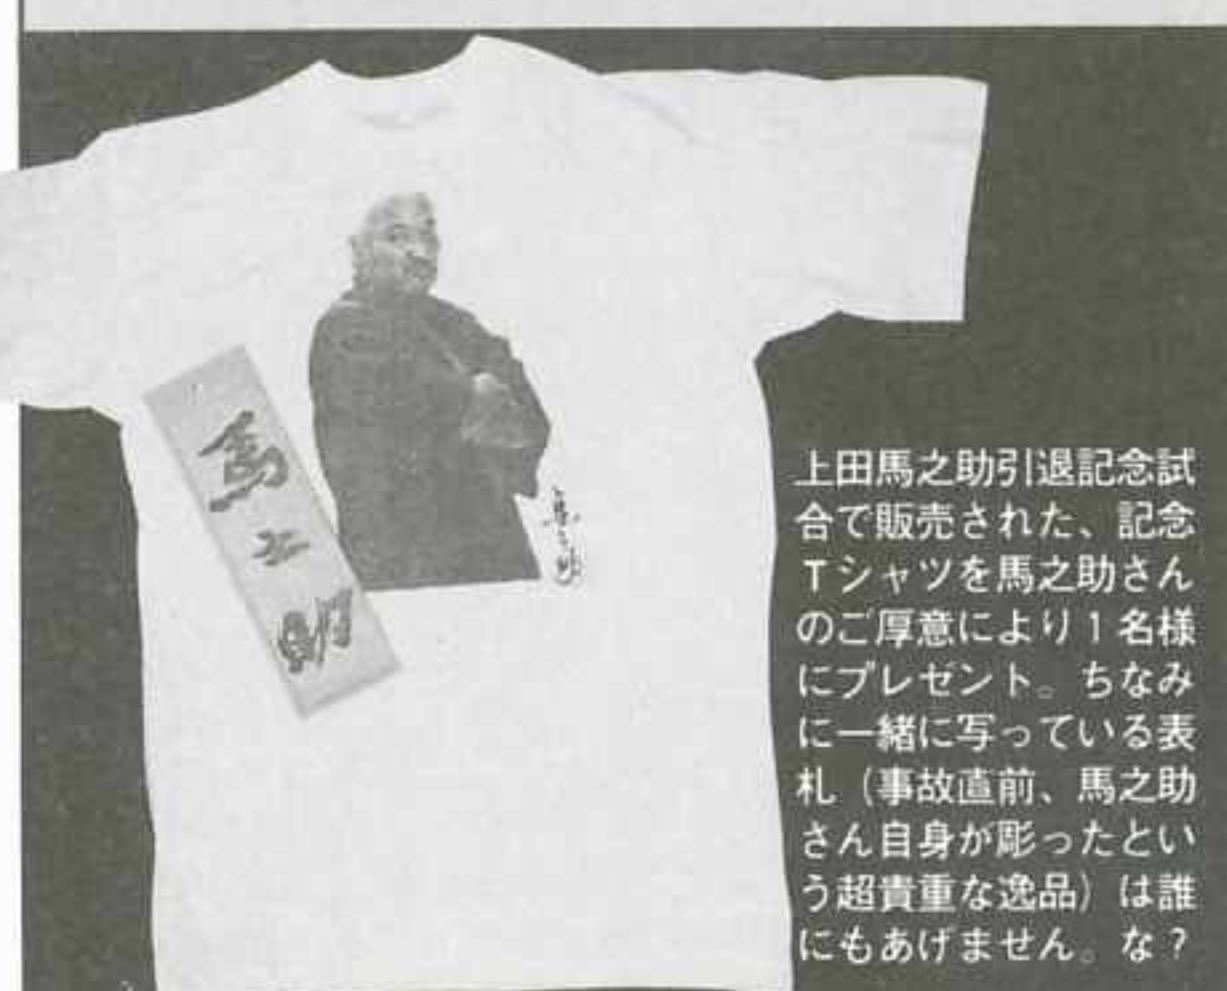 上田馬之助引退記念試
合で販売された、記念
Tシャツを馬之助さん
のご厚意により1名様
にプレゼント。ちなみ
に一緒に写っている表
札(事故直前、馬之助
さん自身が彫ったとい
う超貴重な逸品)は誰
にもあげません。な?
馬
之
助